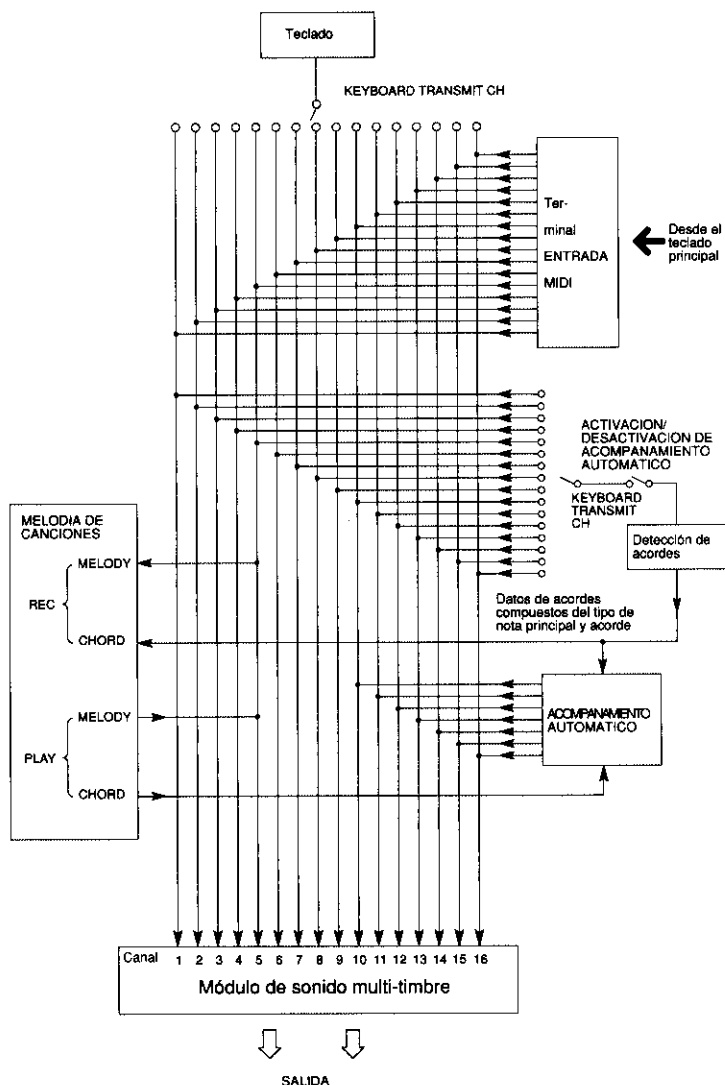 Teclado
KEYBOARD TRANSMIT CH
Ter-
minal
ENTRADA
MIDI
Desde el
teclado
principal
ACTIVACION/
DESACTIVACION DE
ACOMPANAMIENTO
AUTOMATICO
KEYBOARD
TRANSMIT
CH
Detección de
acordes
MELODIA DE
CANCIONES
MELODY
REC
CHORD
Datos de acordes
compuestos del tipo de
nota principal y acorde
MELODY
PLAY
CHORD
ACOMPANAMIENTO
AUTOMATICO
Canal 1 2 3 4 5 6 7 8 9 10 11 12 13 14 15 16
Módulo de sonido multi-timbre
SALIDA